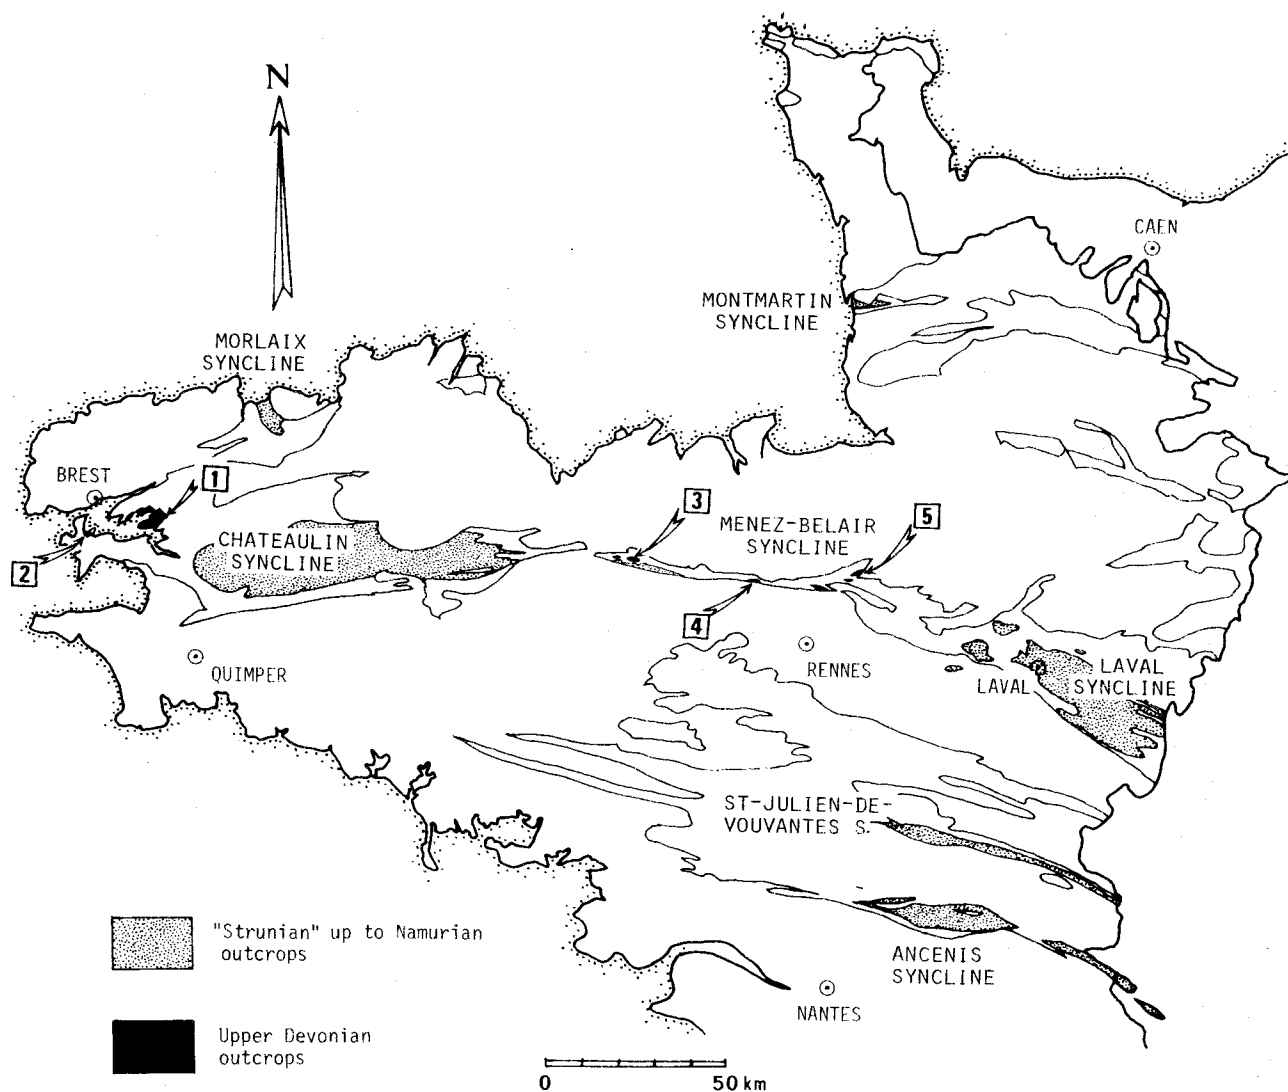 N
CAEN
MONTMARTIN
SYNCLINE
MORLAIX
SYNCLINE
BREST
1
3
MENEZ-BELAIR
SYNCLINE
5
CHATEAULIN
SYNCLINE
2
4
QUIMPER
RENNES
LAVAL
LAVAL
SYNCLINE
ST-JULIEN-DE-
VOUVANTES S.
"Strunian" up to Namurian
outcrops
ANCENIS
SYNCLINE
NANTES
Upper Devonian
outcrops
0 50 km